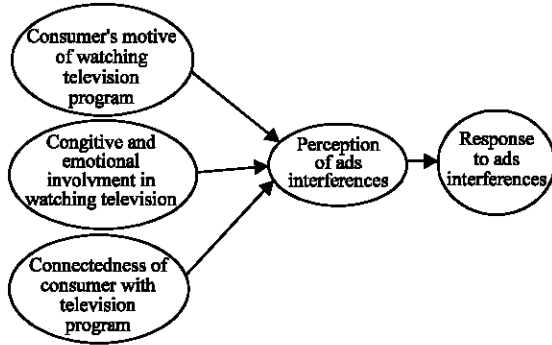 Consumer's motive
of watching
television
program
Congitive and
emotional
involvment in
watching television
Connectedness of
consumer with
television
program
Perception
of ads
interferences
Response
to ads
interferences